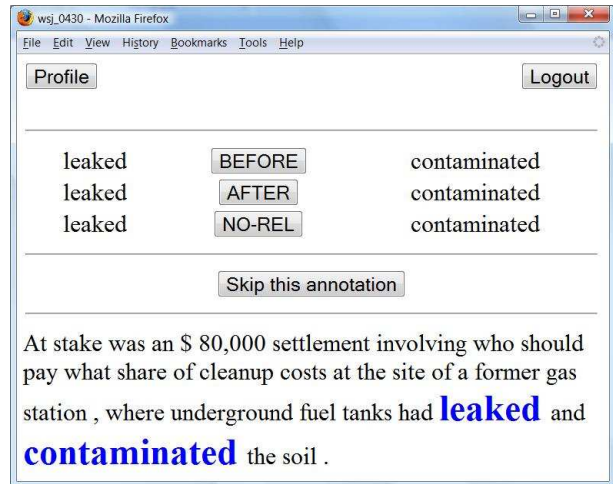 wsj_0430 - Mozilla Firefox
File Edit View History Bookmarks Tools Help
Profile Logout
leaked BEFORE contaminated
leaked AFTER contaminated
leaked NO-REL contaminated
Skip this annotation
At stake was an $ 80,000 settlement involving who should
pay what share of cleanup costs at the site of a former gas
station , where underground fuel tanks had leaked and
contaminated the soil .